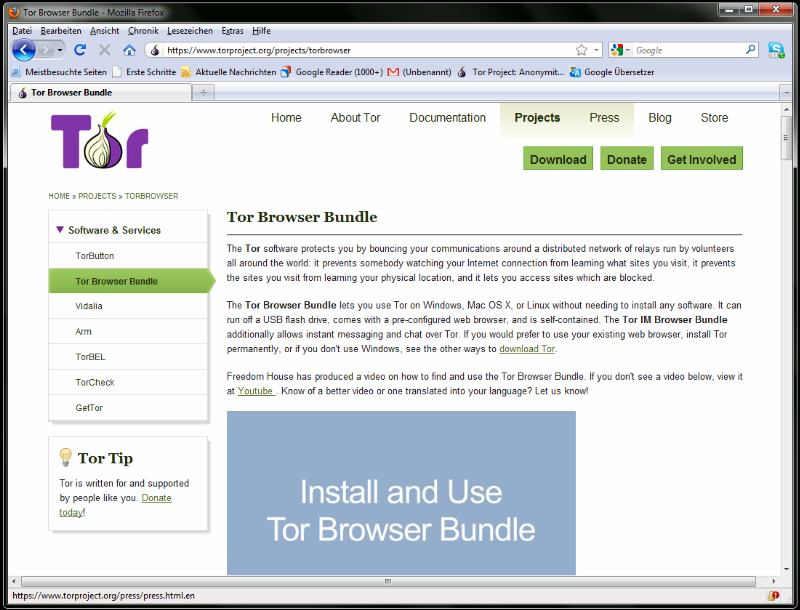 Tor Browser Bundle - Mozilla Firefox
Datei Bearbeiten Ansicht Chronik Lesezeichen Extras Hilfe
https://www.torproject.org/projects/torbrowser
Google
Meistbesuchte Seiten Erste Schritte Aktuelle Nachrichten Google Reader (1000+) (Unbenannt) Tor Project: Anonymit... Google Übersetzer
Tor Browser Bundle
Tor
Home About Tor Documentation Projects Press Blog Store
Download Donate Get Involved
HOME » PROJECTS » TORBROWSER
Software & Services
TorButton
Tor Browser Bundle
Vidalia
Arm
TorBEL
TorCheck
GetTor
Tor Tip
Tor is written for and supported
by people like you. Donate
today!
Tor Browser Bundle
The Tor software protects you by bouncing your communications around a distributed network of relays run by volunteers
all around the world: it prevents somebody watching your Internet connection from learning what sites you visit, it prevents
the sites you visit from learning your physical location, and it lets you access sites which are blocked.
The Tor Browser Bundle lets you use Tor on Windows, Mac OS X, or Linux without needing to install any software. It can
run off a USB flash drive, comes with a pre-configured web browser, and is self-contained. The Tor IM Browser Bundle
additionally allows instant messaging and chat over Tor. If you would prefer to use your existing web browser, install Tor
permanently, or if you don't use Windows, see the other ways to download Tor.
Freedom House has produced a video on how to find and use the Tor Browser Bundle. If you don't see a video below, view it
at Youtube . Know of a better video or one translated into your language? Let us know!
Install and Use
Tor Browser Bundle
https://www.torproject.org/press/press.html.en